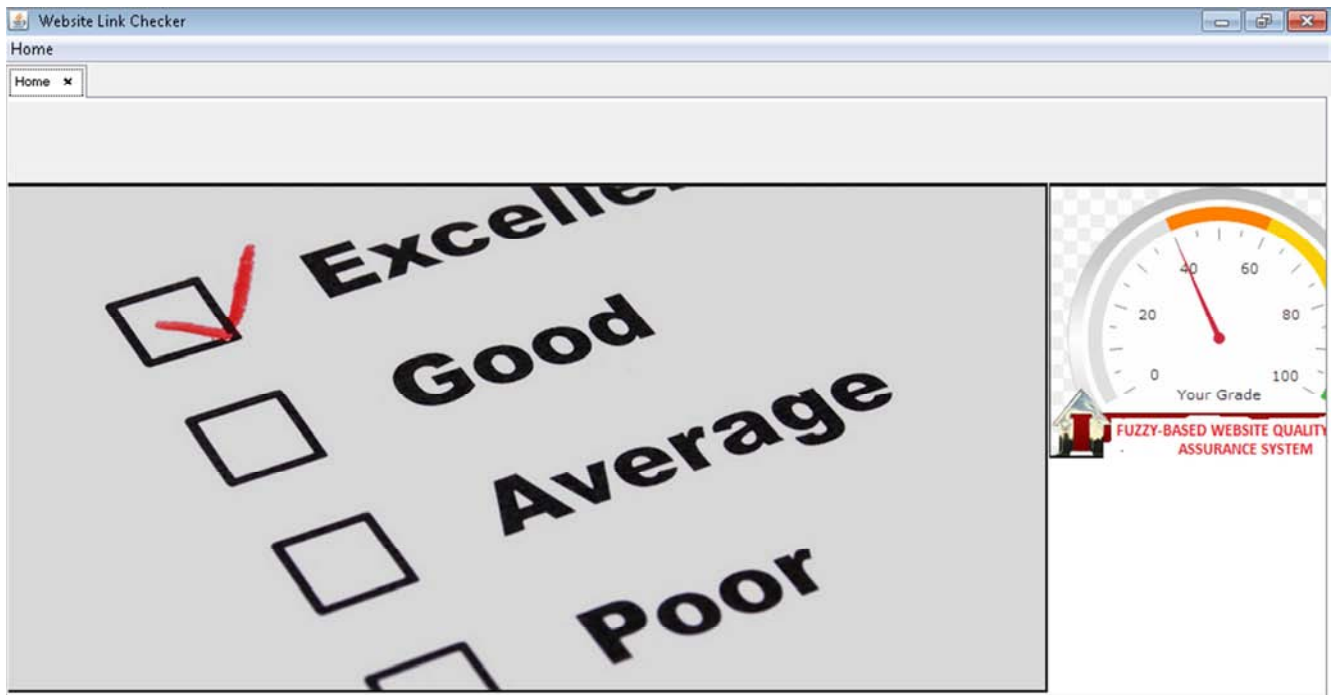 Website Link Checker
Home
Home
Excelle
Good
Average
Poor
40
60
20
80
0
100
Your Grade
FUZZY-BASED WEBSITE QUALITY
ASSURANCE SYSTEM